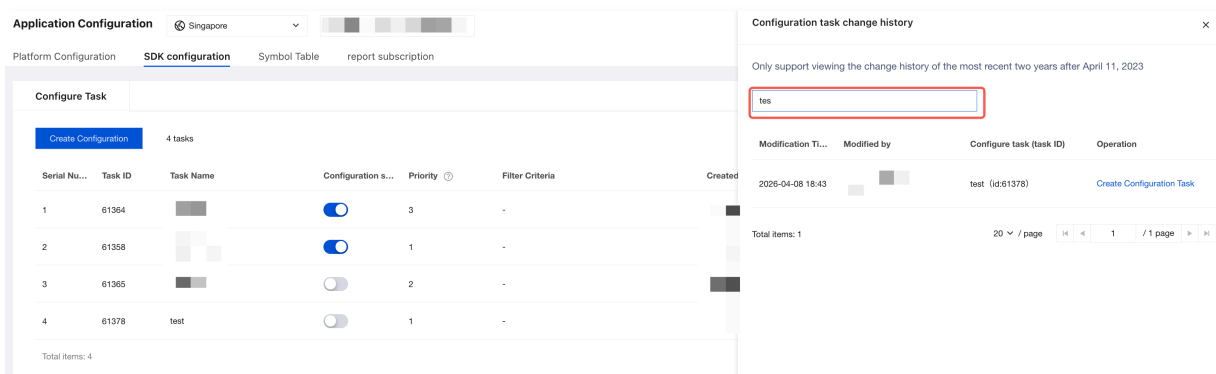 Application Configuration
Singapore
Platform Configuration SDK configuration Symbol Table report subscription
Configure Task
Create Configuration 4 tasks
Serial Nu... Task ID Task Name Configuration s... Priority Filter Criteria Created
1 61364 3 -
2 61358 1 -
3 61365 2 -
4 61378 test 1 -
Total items: 4
Configuration task change history
Only support viewing the change history of the most recent two years after April 11, 2023
tes
Modification Ti... Modified by Configure task (task ID) Operation
2026-04-08 18:43 test（id:61378） Create Configuration Task
Total items: 1 20 / page 1 / 1 page